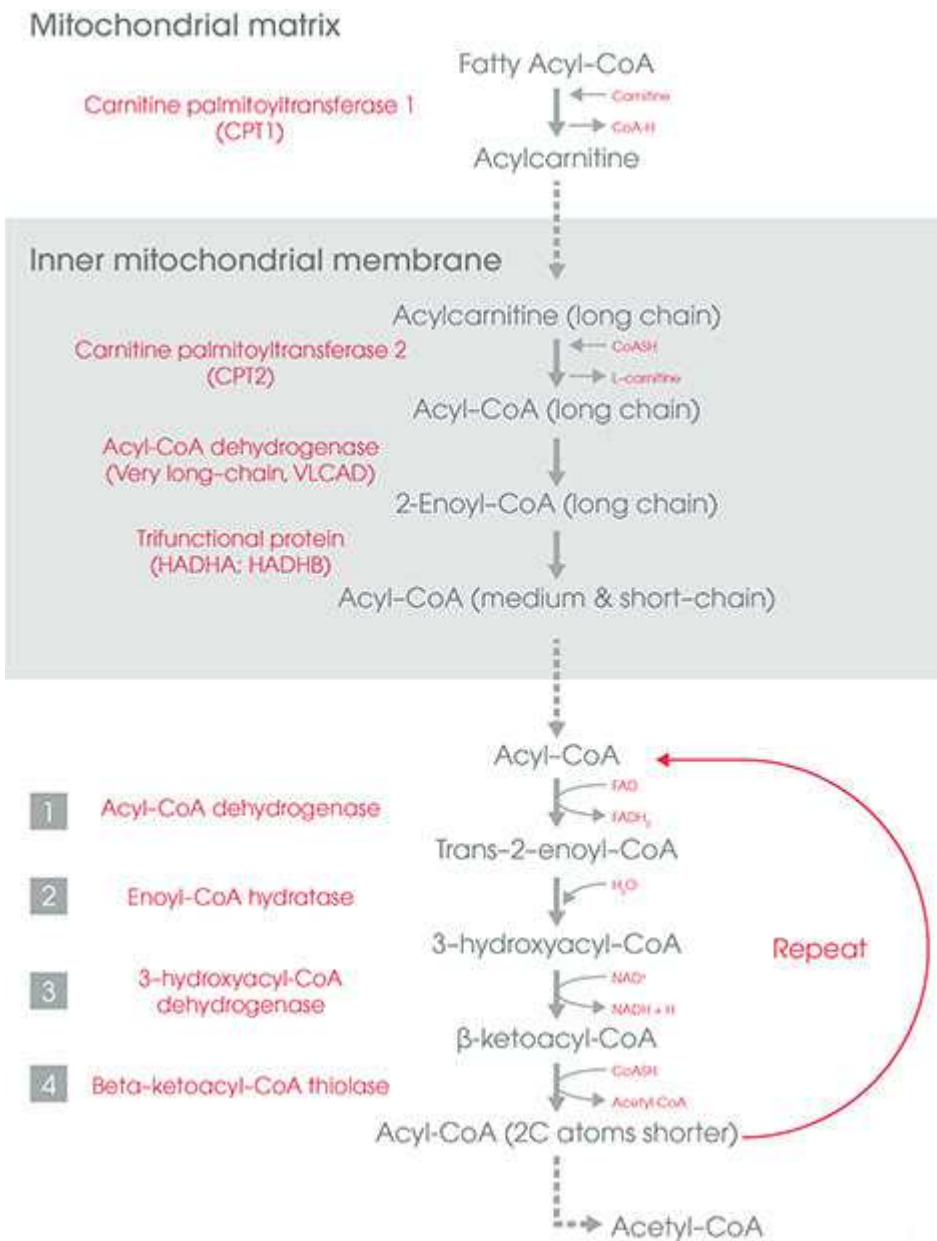 Mitochondrial matrix
Fatty Acyl-CoA
Carnitine palmitoyltransferase 1
(CPT1)
Carnitine
CoA-H
Acylcarnitine
Inner mitochondrial membrane
Acylcarnitine (long chain)
Carnitine palmitoyltransferase 2
(CPT2)
CoASH
L-carnitine
Acyl-CoA (long chain)
Acyl-CoA dehydrogenase
(Very long-chain, VLCAD)
2-Enoyl-CoA (long chain)
Trifunctional protein
(HADHA; HADHB)
Acyl-CoA (medium & short-chain)
Acyl-CoA
1 Acyl-CoA dehydrogenase
FAD
FADH₂
Trans-2-enoyl-CoA
2 Enoyl-CoA hydratase
H₂O
3-hydroxyacyl-CoA
Repeat
3 3-hydroxyacyl-CoA
dehydrogenase
NAD⁺
NADH + H
β-ketoacyl-CoA
4 Beta-ketoacyl-CoA thiolase
CoASH
Acetyl-CoA
Acyl-CoA (2C atoms shorter)
Acetyl-CoA